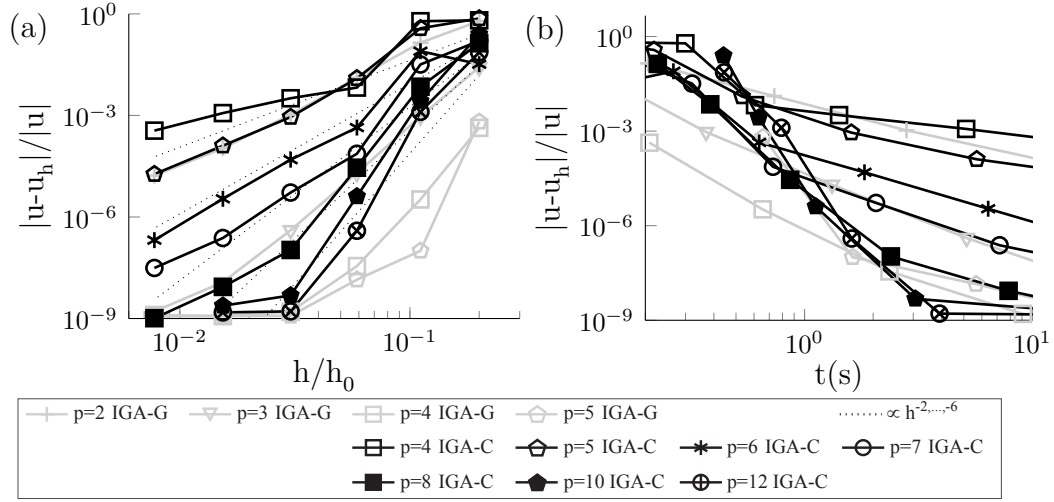 (a)
|u-u_h|/|u|
10^0
10^-3
10^-6
10^-9
10^-2
10^-1
h/h_0
(b)
|u-u_h|/|u|
10^0
10^-3
10^-6
10^-9
10^0
10^1
t(s)
p=2 IGA-G
p=3 IGA-G
p=4 IGA-G
p=5 IGA-G
∝ h^-2,...,-6
p=4 IGA-C
p=5 IGA-C
p=6 IGA-C
p=7 IGA-C
p=8 IGA-C
p=10 IGA-C
p=12 IGA-C